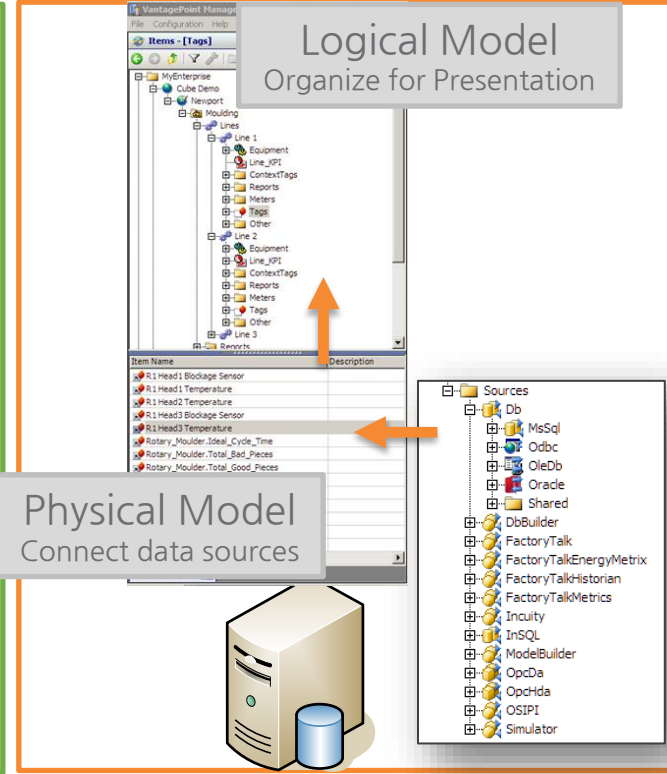 VantagePoint Manage
File Configuration Help
Items - [Tags]
Logical Model
Organize for Presentation
MyEnterprise
Cube Demo
Newport
Moulding
Lines
Line 1
Equipment
Line_KPI
ContextTags
Reports
Meters
Tags
Other
Line 2
Equipment
Line_KPI
ContextTags
Reports
Meters
Tags
Other
Line 3
Reports
Item Name Description
R1 Head1 Blockage Sensor
R1 Head1 Temperature
R1 Head2 Temperature
R1 Head3 Blockage Sensor
R1 Head3 Temperature
Rotary_Moulder.Ideal_Cycle_Time
Rotary_Moulder.Total_Bad_Pieces
Rotary_Moulder.Total_Good_Pieces
Physical Model
Connect data sources
Sources
Db
MsSql
Odbc
OleDb
Oracle
Shared
DbBuilder
FactoryTalk
FactoryTalkEnergyMetrix
FactoryTalkHistorian
FactoryTalkMetrics
Incuity
InSQL
ModelBuilder
OpcDa
OpcHda
OSIPI
Simulator